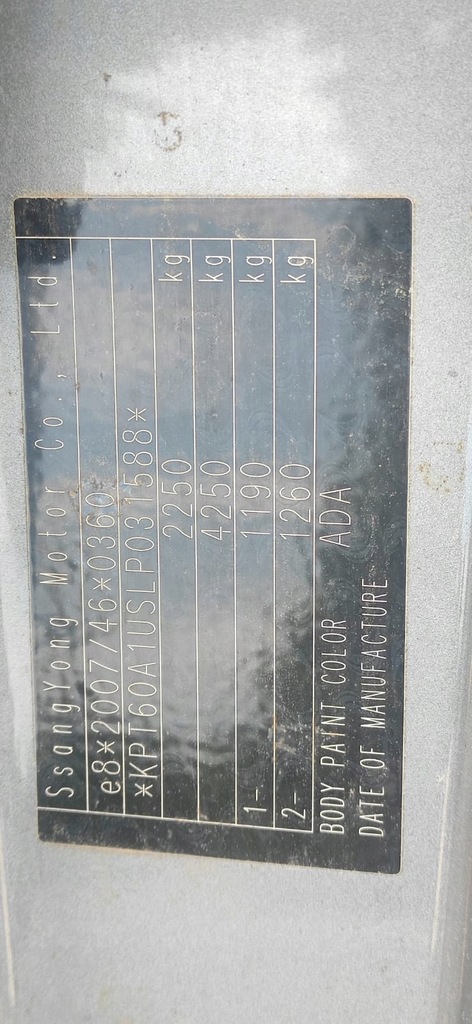 SsangYong Motor Co., Ltd.
e8*2007/46*0360
*KPT60A1USLP031588*
2250 kg
4250 kg
1- 1190 kg
2- 1260 kg
BODY PAINT COLOR ADA
DATE OF MANUFACTURE